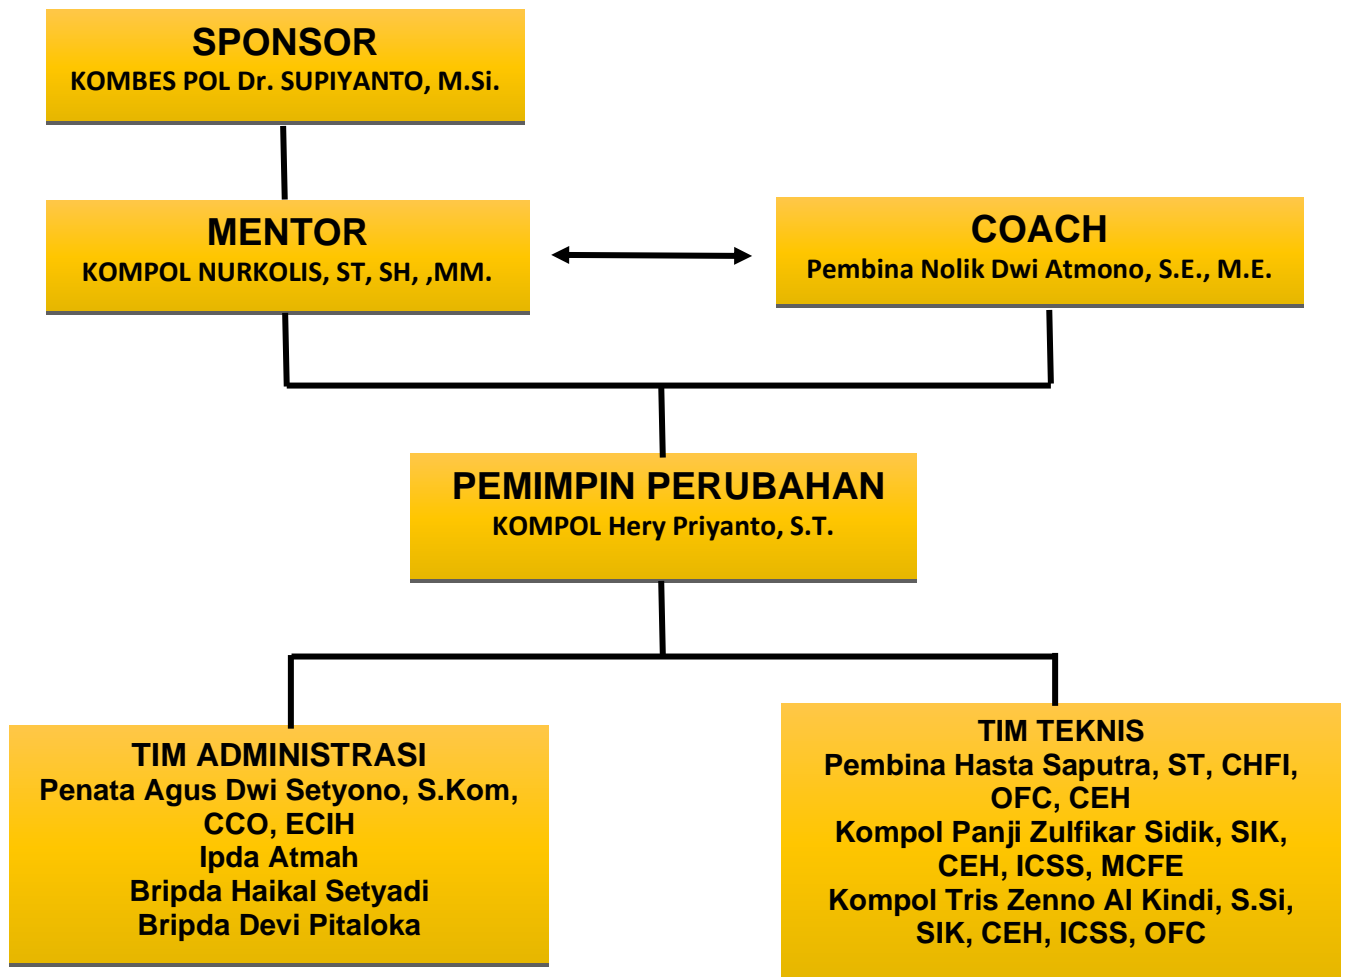 SPONSOR
KOMBES POL Dr. SUPIYANTO, M.Si.
MENTOR
KOMPOL NURKOLIS, ST, SH, ,MM.
COACH
Pembina Nolik Dwi Atmono, S.E., M.E.
PEMIMPIN PERUBAHAN
KOMPOL Hery Priyanto, S.T.
TIM ADMINISTRASI
Penata Agus Dwi Setyono, S.Kom,
CCO, ECIH
Ipda Atmah
Bripda Haikal Setyadi
Bripda Devi Pitaloka
TIM TEKNIS
Pembina Hasta Saputra, ST, CHFI,
OFC, CEH
Kompol Panji Zulfikar Sidik, SIK,
CEH, ICSS, MCFE
Kompol Tris Zenno Al Kindi, S.Si,
SIK, CEH, ICSS, OFC